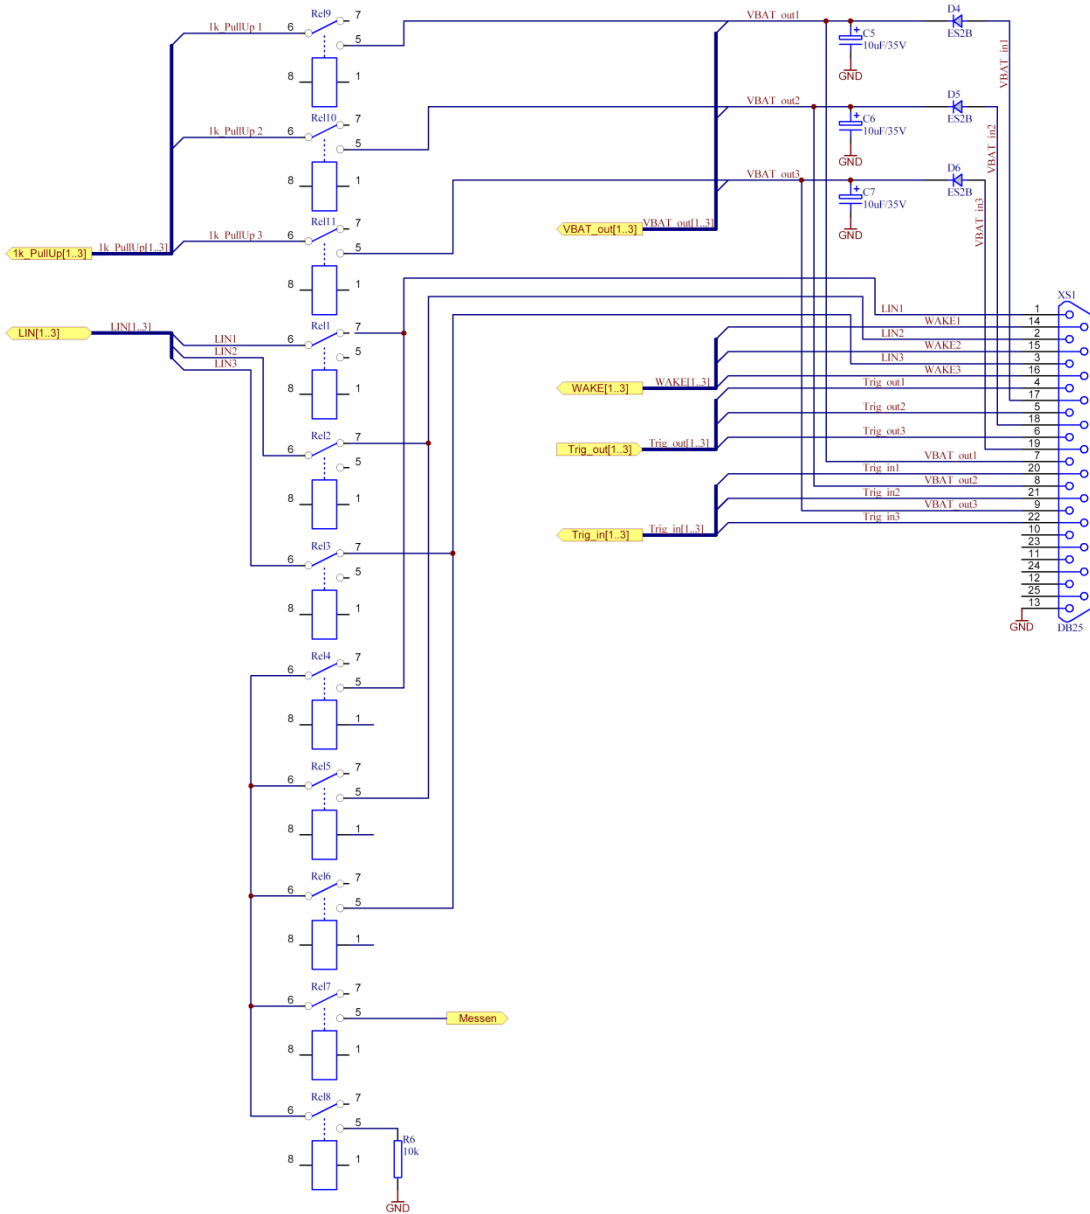 Rel9
7
1k_PullUp 1
6
5
8
1
VBAT_out1
D4
ES2B
C5
+
10uF/35V
GND
VBAT_in1
Rel10
7
1k_PullUp 2
6
5
8
1
VBAT_out2
D5
ES2B
C6
+
10uF/35V
GND
VBAT_in2
Rel11
7
1k_PullUp 3
6
5
8
1
VBAT_out3
D6
ES2B
C7
+
10uF/35V
GND
VBAT_in3
VBAT_out[1..3]
VBAT_out[1..3]
1k_PullUp[1..3]
1k_PullUp[1..3]
LIN[1..3]
LIN[1..3]
LIN1
LIN2
LIN3
Rel1
7
6
5
8
1
Rel2
7
6
5
8
1
Rel3
7
6
5
8
1
Rel4
7
6
5
8
1
Rel5
7
6
5
8
1
Rel6
7
6
5
8
1
Rel7
7
6
5
8
1
Messen
Rel8
7
6
5
8
1
R6
10k
GND
WAKE[1..3]
WAKE[1..3]
Trig_out[1..3]
Trig_out[1..3]
Trig_in[1..3]
Trig_in[1..3]
XS1
LIN1 1
WAKE1 14
LIN2 2
WAKE2 15
LIN3 3
WAKE3 16
Trig_out1 4
17
Trig_out2 5
18
Trig_out3 6
19
VBAT_out1 7
Trig_in1 20
VBAT_out2 8
Trig_in2 21
VBAT_out3 9
Trig_in3 22
10
23
11
24
12
25
13
GND
DB25